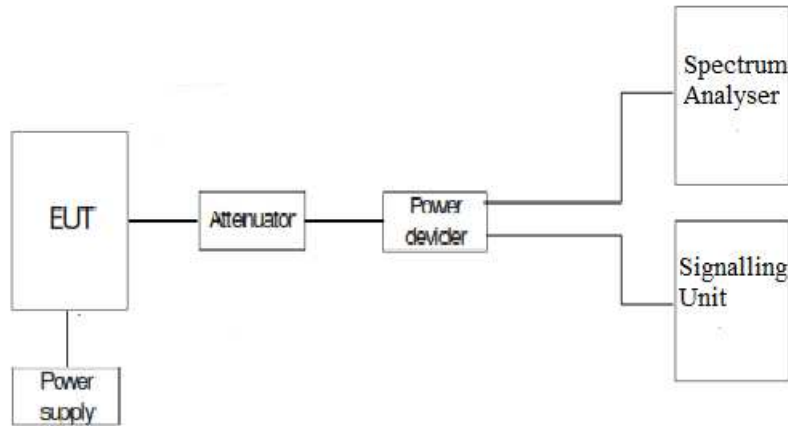 Spectrum
Analyser
EUT
Attenuator
Power
devider
Signalling
Unit
Power
supply